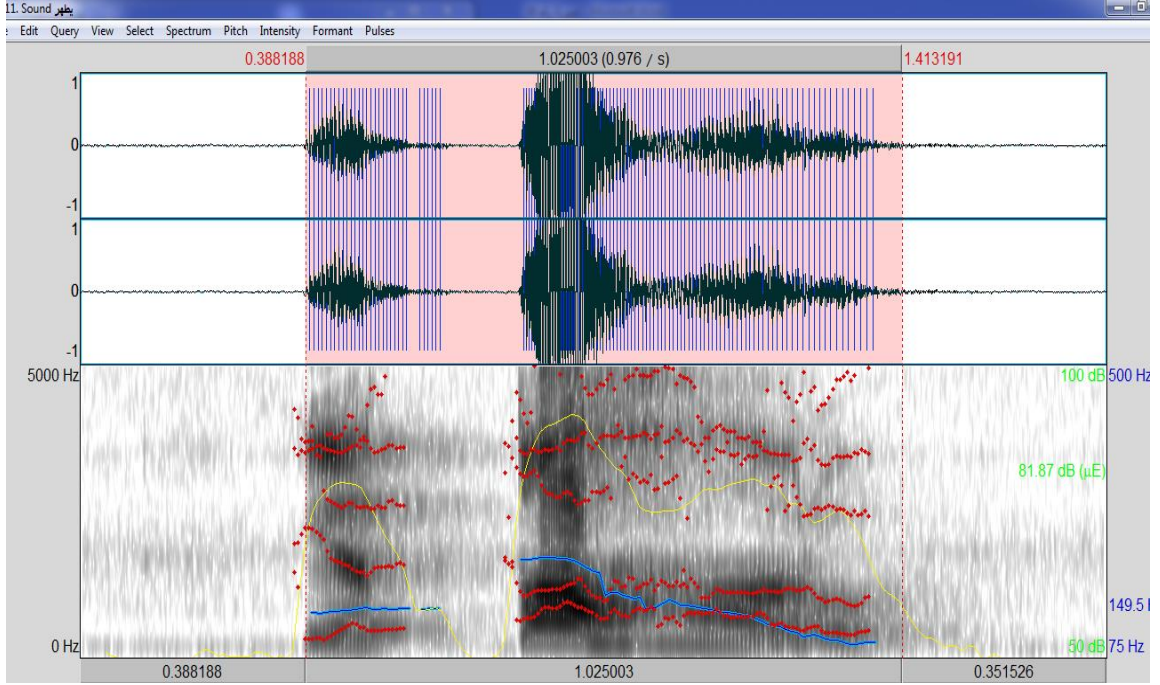 11. Sound يطهر
Edit Query View Select Spectrum Pitch Intensity Formant Pulses
0.388188 1.025003 (0.976 / s) 1.413191
1
0
-1
1
0
-1
5000 Hz 100 dB 500 Hz
81.87 dB (µE)
149.5
0 Hz 50 dB 75 Hz
0.388188 1.025003 0.351526